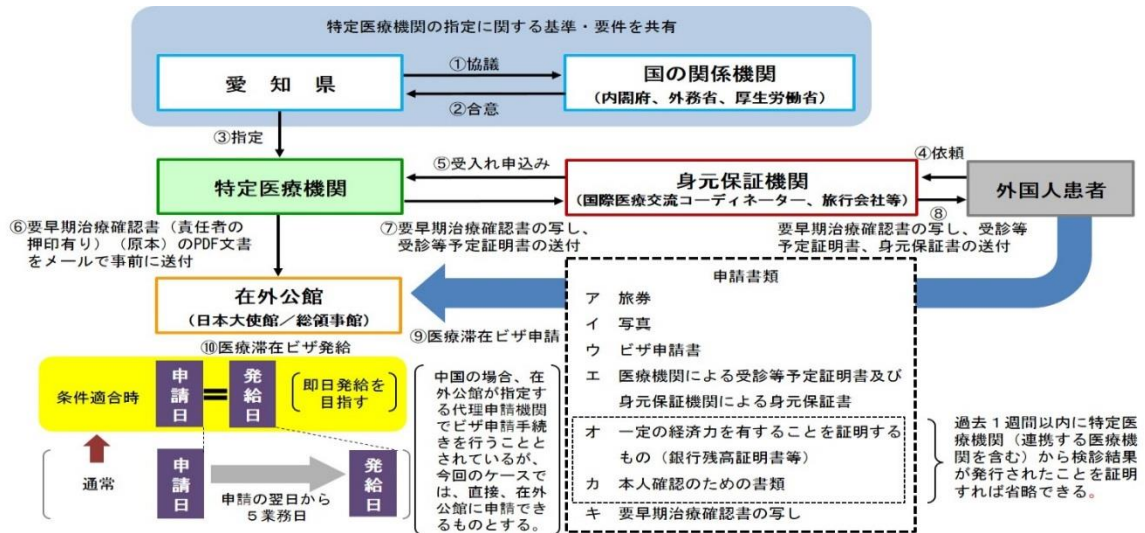 特定医療機関の指定に関する基準・要件を共有
愛知県
①協議
②合意
国の関係機関
（内閣府、外務省、厚生労働省）
③指定
特定医療機関
⑤受入れ申込み
身元保証機関
（国際医療交流コーディネーター、旅行会社等）
④依頼
⑧
外国人患者
⑥要早期治療確認書（責任者の
押印有り）（原本）のPDF文書
をメールで事前に送付
⑦要早期治療確認書の写し、
受診等予定証明書の送付
要早期治療確認書の写し、受診等
予定証明書、身元保証書の送付
在外公館
（日本大使館／総領事館）
⑨医療滞在ビザ申請
⑩医療滞在ビザ発給
条件適合時
申請日
発給日
即日発給を
目指す
通常
申請日
申請の翌日から
５業務日
発給日
中国の場合、在
外公館が指定す
る代理申請機関
でビザ申請手続
きを行うことと
されているが、
今回のケースで
は、直接、在外
公館に申請でき
るものとする。
申請書類
ア 旅券
イ 写真
ウ ビザ申請書
エ 医療機関による受診等予定証明書及び
身元保証機関による身元保証書
オ 一定の経済力を有することを証明する
もの（銀行残高証明書等）
カ 本人確認のための書類
キ 要早期治療確認書の写し
過去１週間以内に特定医
療機関（連携する医療機
関を含む）から検診結果
が発行されたことを証明
すれば省略できる。